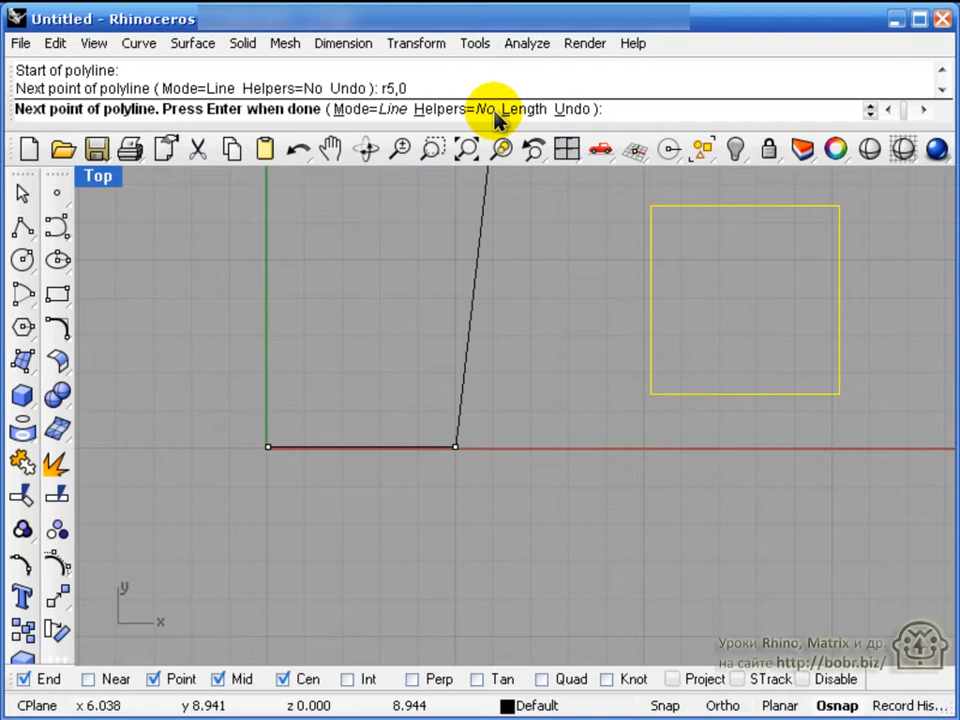 Untitled - Rhinoceros
File Edit View Curve Surface Solid Mesh Dimension Transform Tools Analyze Render Help
Start of polyline:
Next point of polyline ( Mode=Line Helpers=No Undo ): r5,0
Next point of polyline. Press Enter when done ( Mode=Line Helpers=No Length Undo ):
Top
y
x
Уроки Rhino, Matrix и др.
на сайте http://bobr.biz/
End Near Point Mid Cen Int Perp Tan Quad Knot Project STrack Disable
CPlane x 6.038 y 8.941 z 0.000 8.944 Default Snap Ortho Planar Osnap Record His...